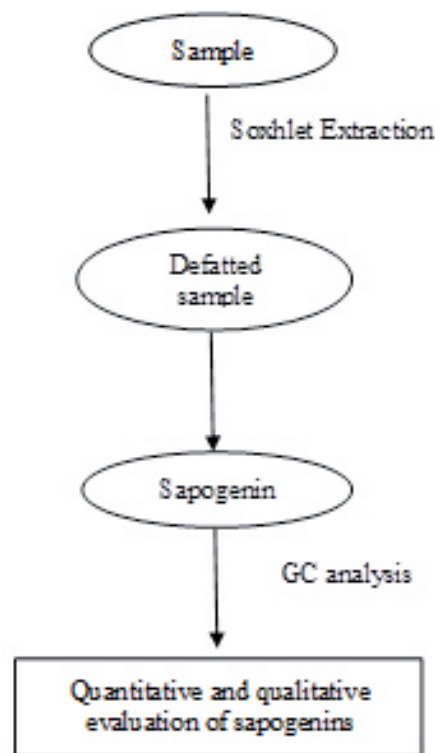 Sample
Soxhlet Extraction
Defatted
sample
Sapogenin
GC analysis
Quantitative and qualitative
evaluation of sapogenins